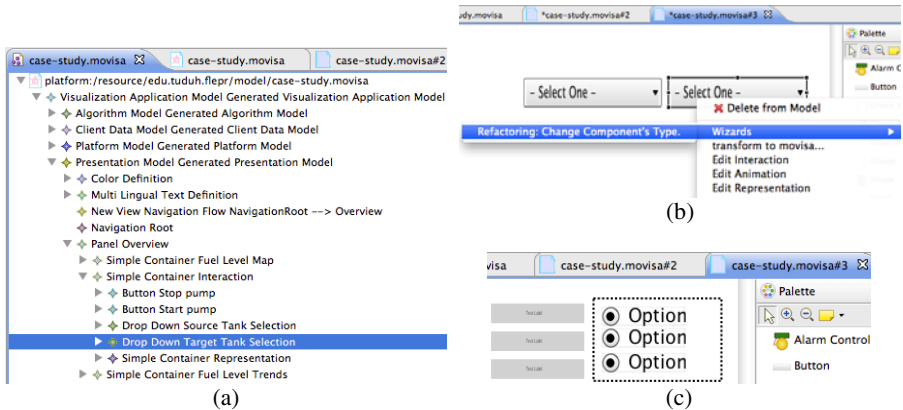 case-study.movisa
case-study.movisa
case-study.movisa#2
platform:/resource/edu.tuduh.flepr/model/case-study.movisa
Visualization Application Model Generated Visualization Application Model
Algorithm Model Generated Algorithm Model
Client Data Model Generated Client Data Model
Platform Model Generated Platform Model
Presentation Model Generated Presentation Model
Color Definition
Multi Lingual Text Definition
New View Navigation Flow NavigationRoot --> Overview
Navigation Root
Panel Overview
Simple Container Fuel Level Map
Simple Container Interaction
Button Stop pump
Button Start pump
Drop Down Source Tank Selection
Drop Down Target Tank Selection
Simple Container Representation
Simple Container Fuel Level Trends
(a)
udy.movisa
*case-study.movisa#2
*case-study.movisa#3
Palette
Alarm C
Button
- Select One -
- Select One -
Delete from Model
Refactoring: Change Component's Type.
Wizards
transform to movisa...
Edit Interaction
Edit Animation
Edit Representation
(b)
visa
case-study.movisa#2
case-study.movisa#3
Palette
Option
Option
Option
Alarm Control
Button
(c)